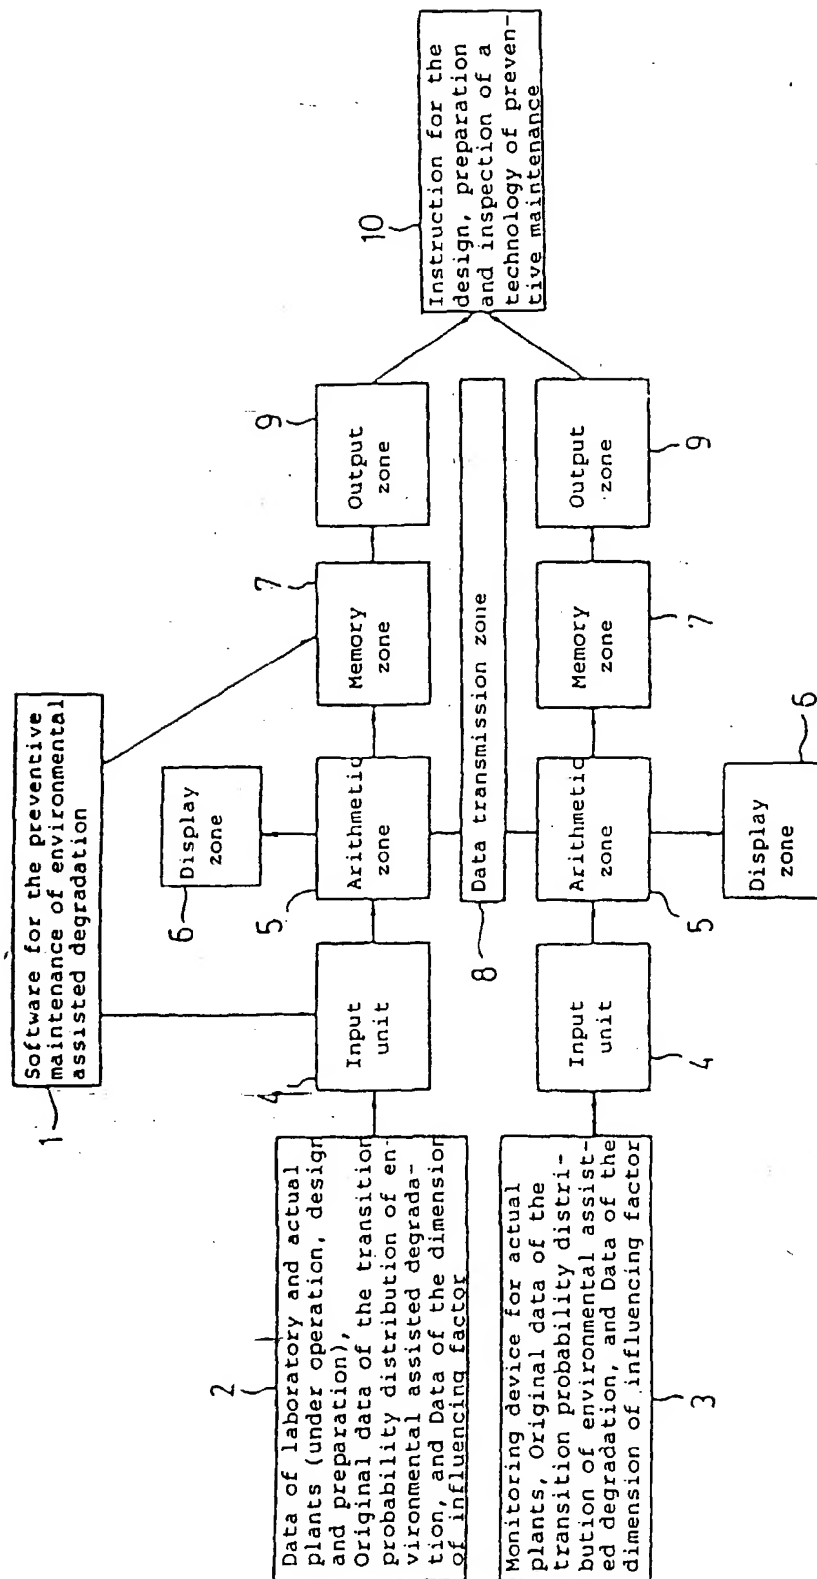 1
Software for the preventive
maintenance of environmental
assisted degradation
2
Data of laboratory and actual
plants (under operation, design
and preparation),
Original data of the transition
probability distribution of en-
vironmental assisted degrada-
tion, and Data of the dimension
of influencing factor
4
Input
unit
5
Arithmetic
zone
6
Display
zone
7
Memory
zone
9
Output
zone
8
Data transmission zone
10
Instruction for the
design, preparation
and inspection of a
technology of preven-
tive maintenance
3
Monitoring device for actual
plants, Original data of the
transition probability distri-
bution of environmental assist-
ed degradation, and Data of the
dimension of influencing factor
4
Input
unit
5
Arithmetic
zone
6
Display
zone
7
Memory
zone
9
Output
zone